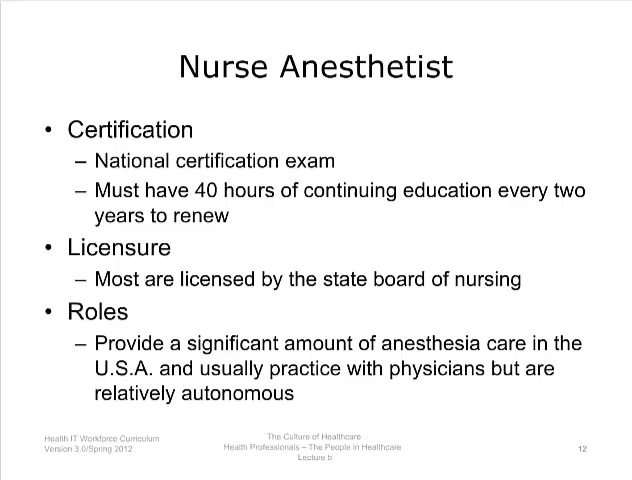 Nurse Anesthetist
• Certification
– National certification exam
– Must have 40 hours of continuing education every two
years to renew
• Licensure
– Most are licensed by the state board of nursing
• Roles
– Provide a significant amount of anesthesia care in the
U.S.A. and usually practice with physicians but are
relatively autonomous
Health IT Workforce Curriculum
Version 3.0/Spring 2012
The Culture of Healthcare
Health Professionals – The People in Healthcare
Lecture b
12